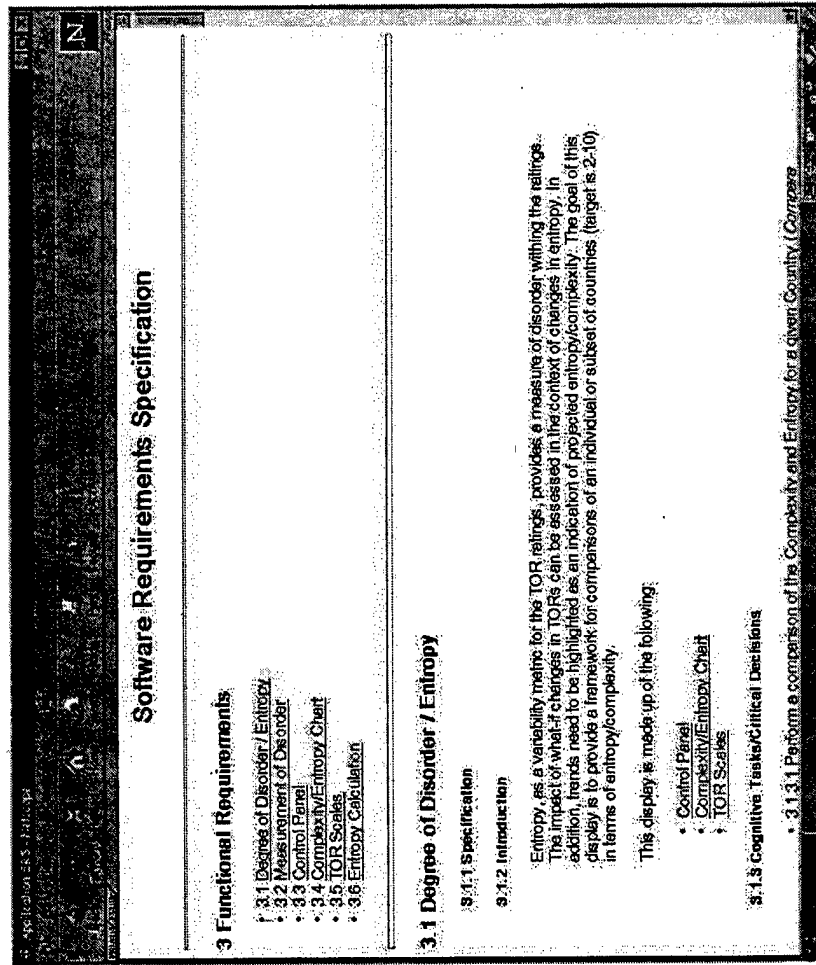 Software Requirements Specification
3 Functional Requirements
• 3.1 Degree of Disorder / Entropy
• 3.2 Measurement of Disorder
• 3.3 Control Panel
• 3.4 Complexity/Entropy Chart
• 3.5 TOR Scales
• 3.6 Entropy Calculation
3.1 Degree of Disorder / Entropy
3.1.1 Specification
3.1.2 Introduction
Entropy, as a variability metric for the TOR ratings, provides a measure of disorder withing the ratings.
The impact of what-if changes in TORs can be assessed in the context of changes in entropy. In
addition, trends need to be highlighted as an indication of projected entropy/complexity. The goal of this
display is to provide a framework for comparisons of an individual or subset of countries (target is 2-10)
in terms of entropy/complexity.
This display is made up of the following:
• Control Panel
• Complexity/Entropy Chart
• TOR Scales
3.1.3 Cognitive Tasks/Critical Decisions
• 3.1.3.1 Perform a comparison of the Complexity and Entropy for a given Country (Compare
N